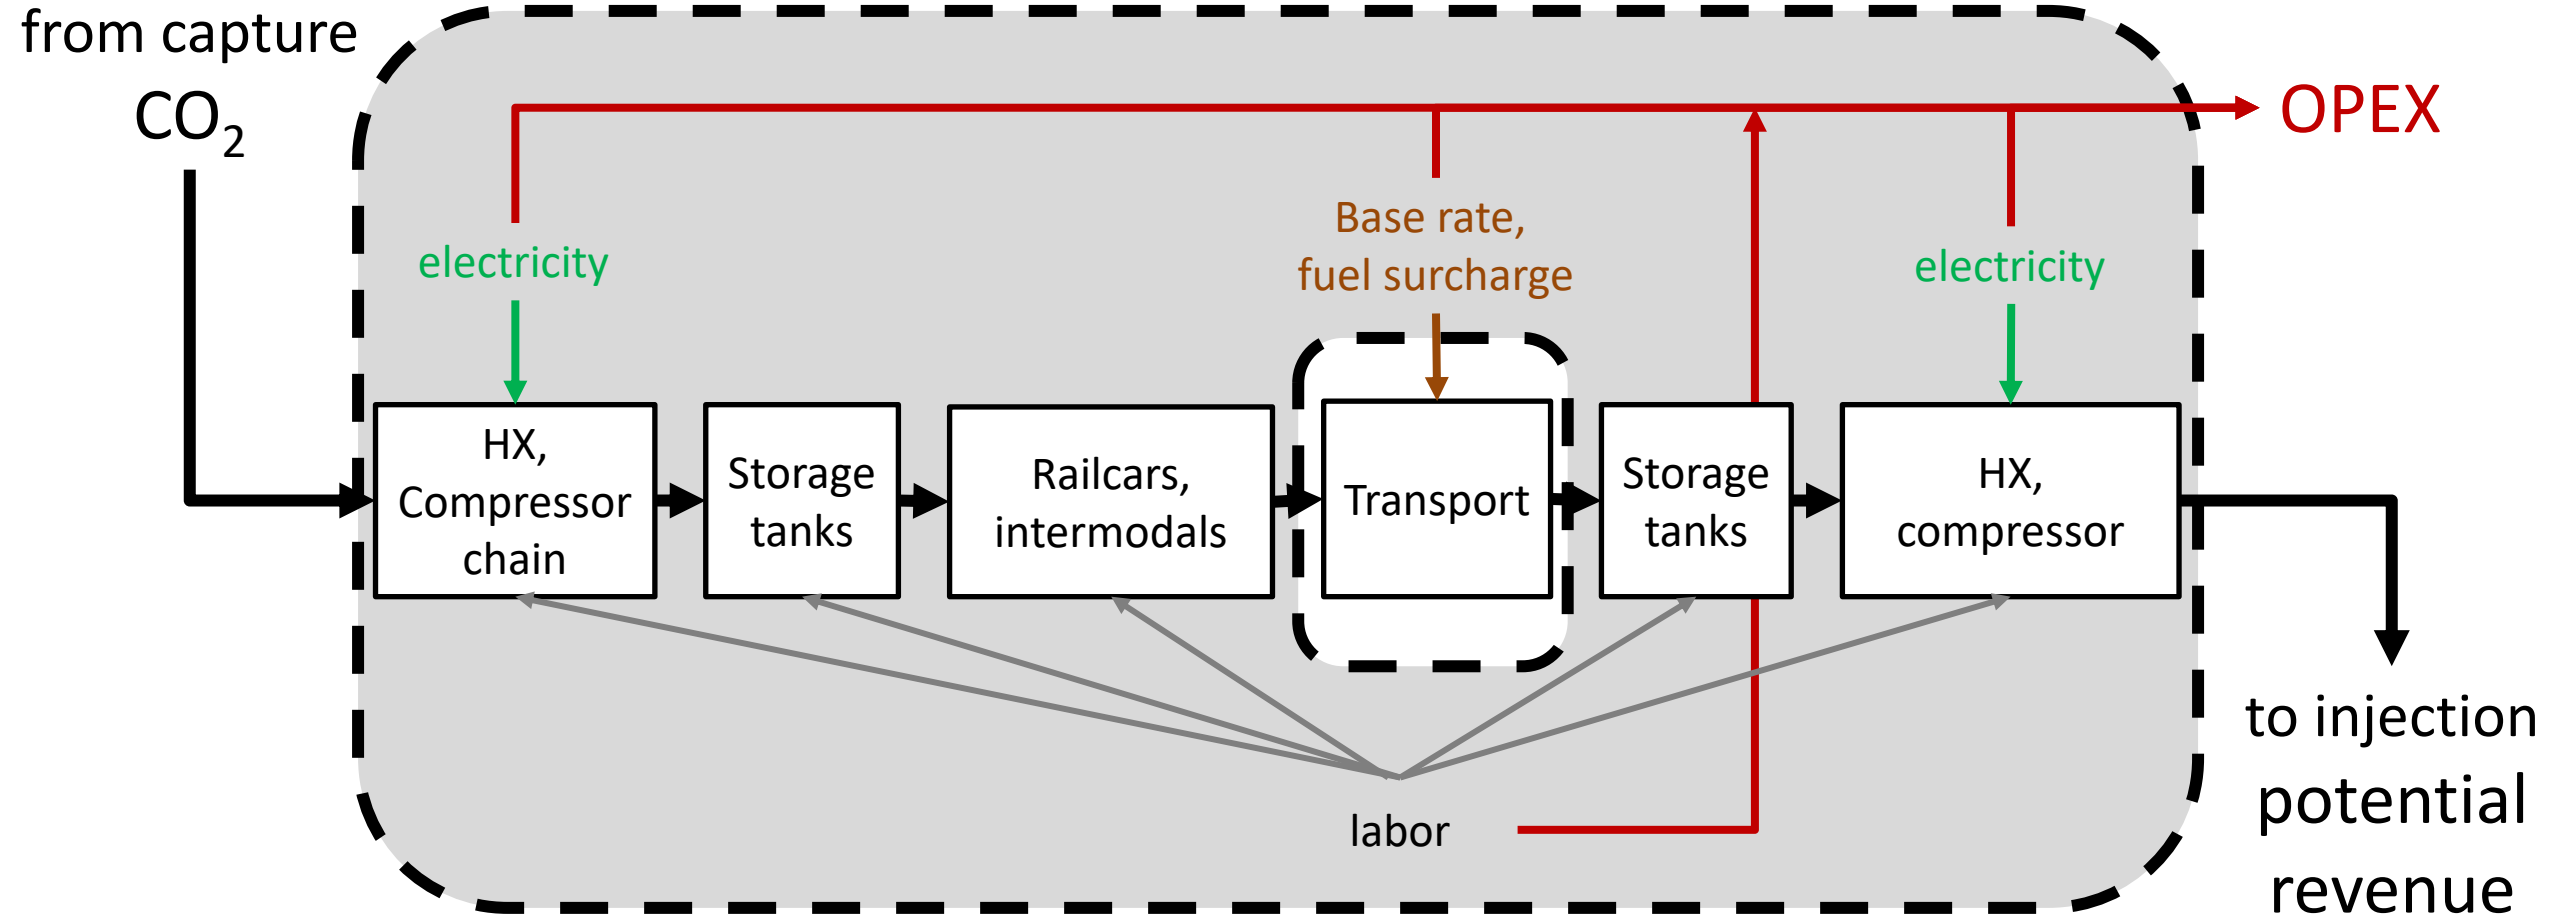 from capture
CO₂
OPEX
Base rate,
fuel surcharge
electricity
electricity
HX,
Compressor
chain
Storage
tanks
Railcars,
intermodals
Transport
Storage
tanks
HX,
compressor
labor
to injection
potential
revenue